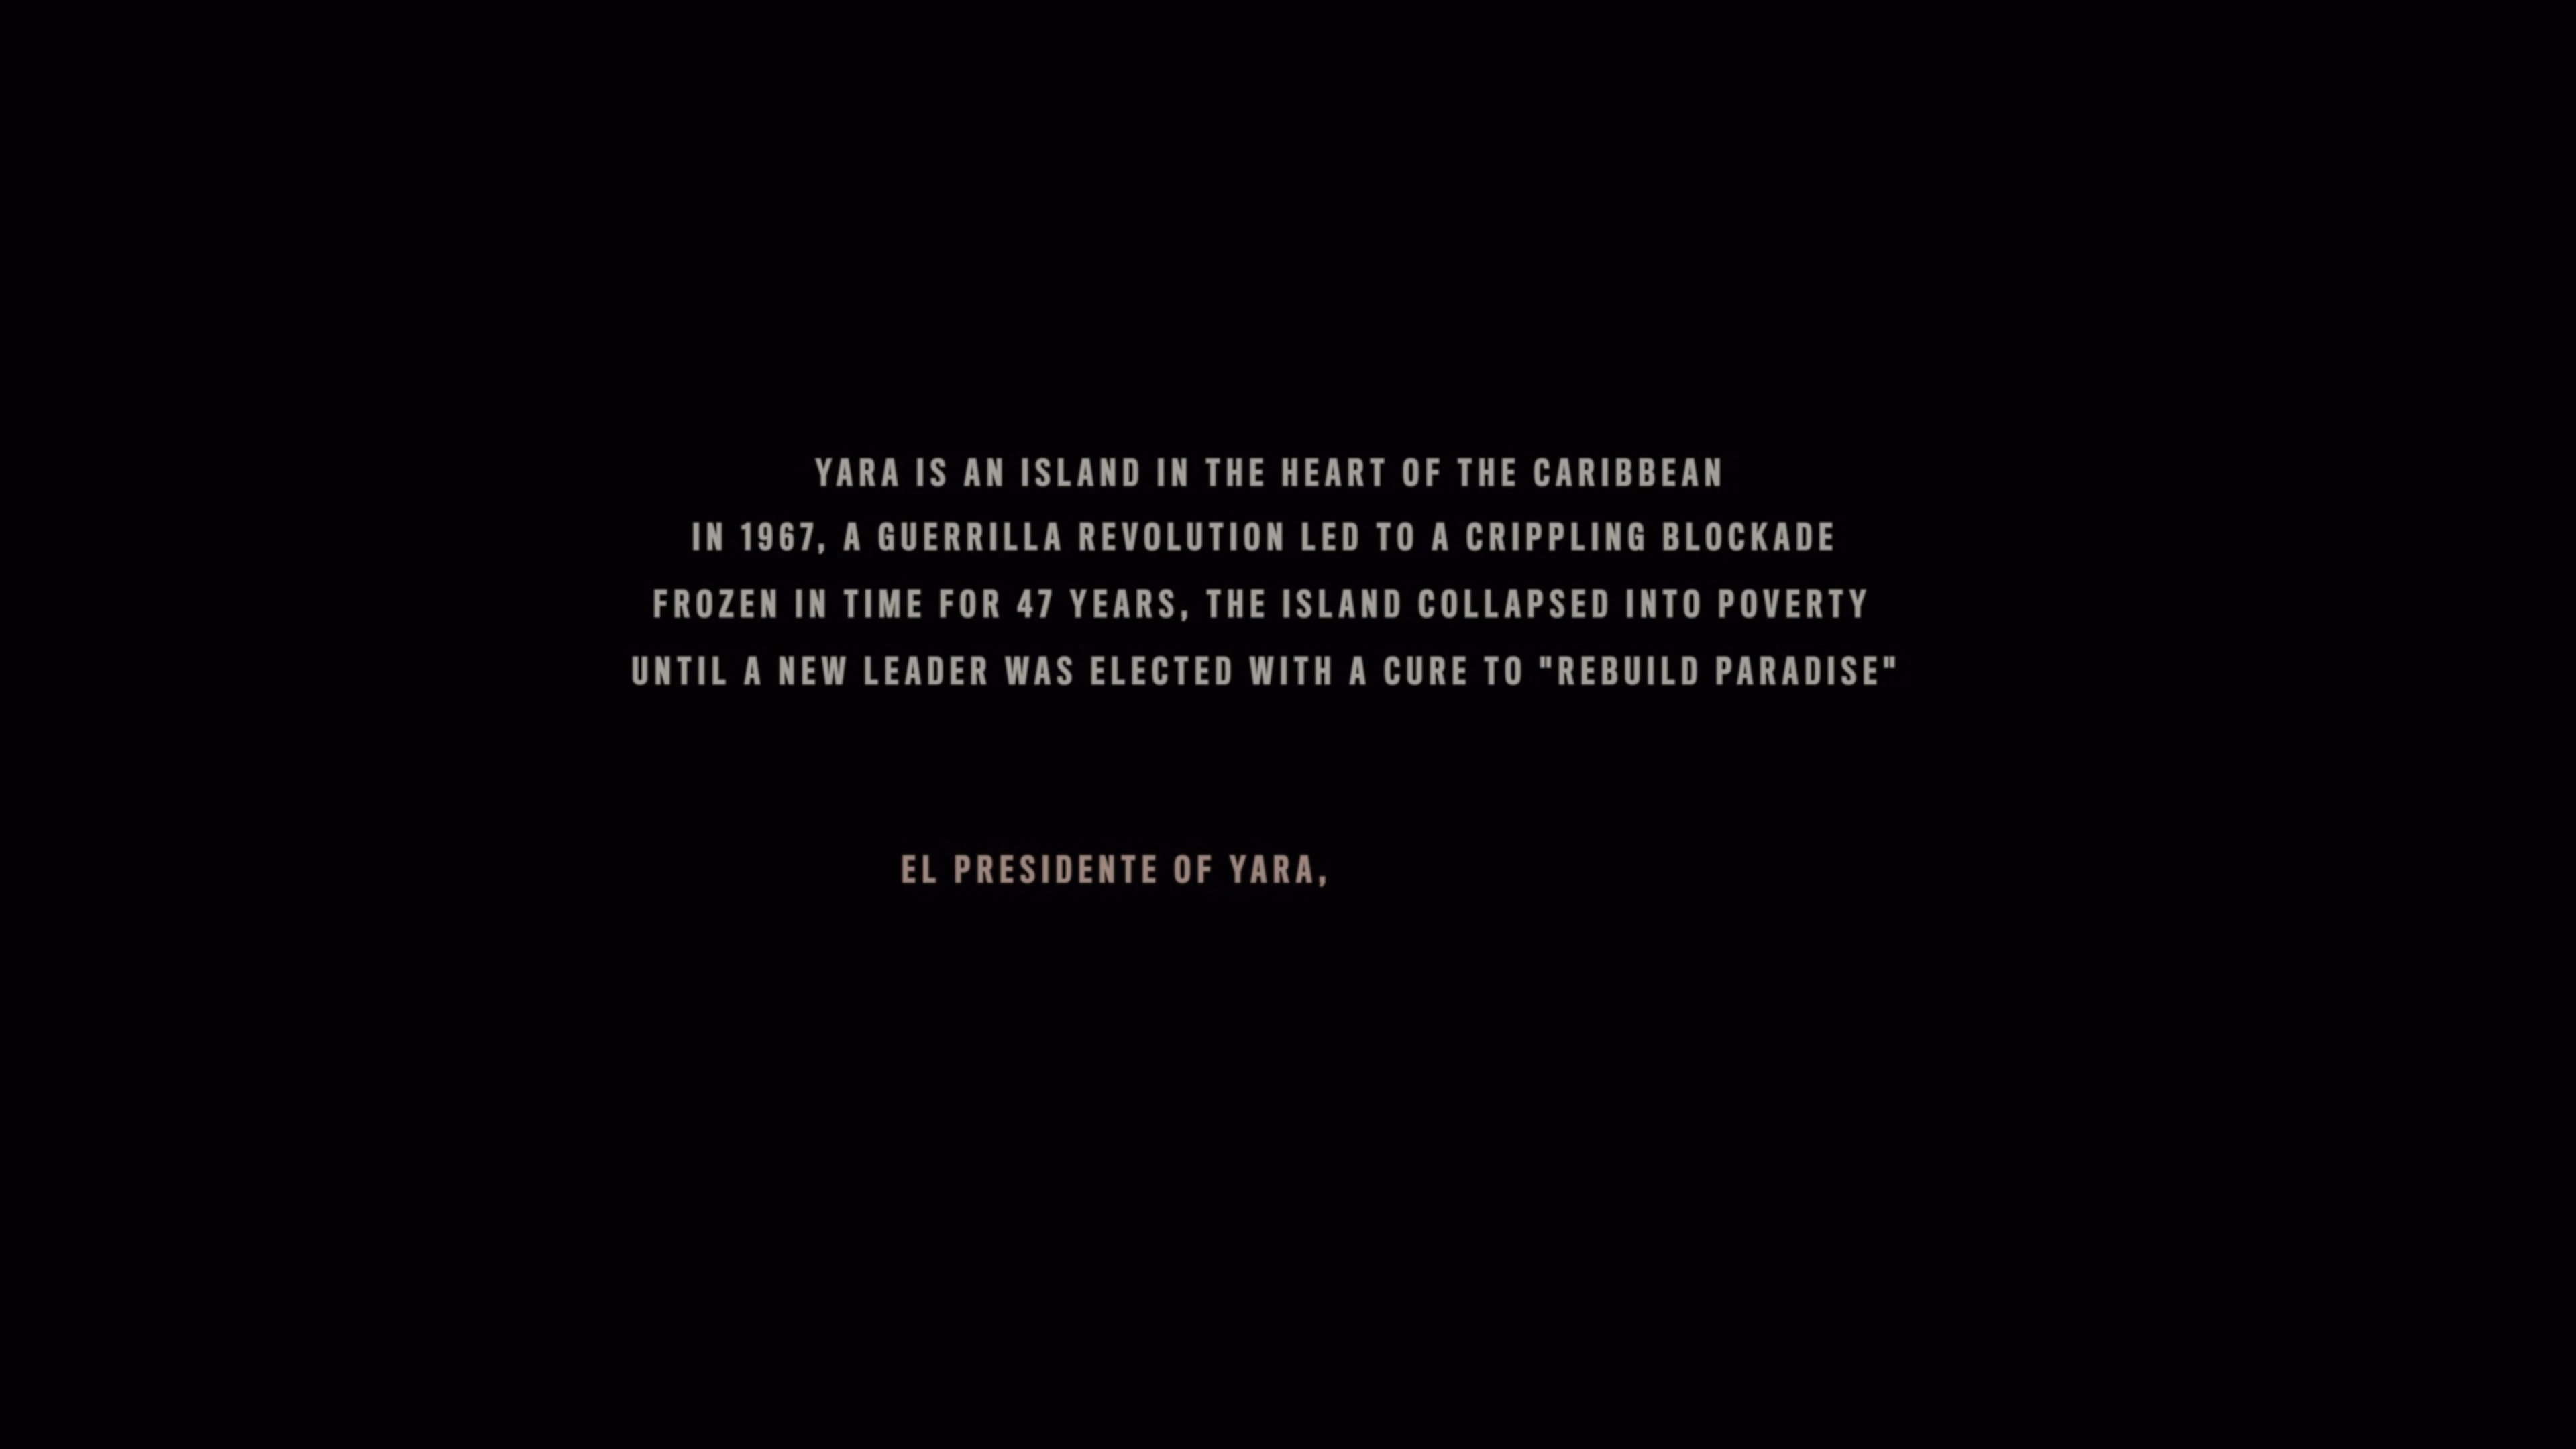 YARA IS AN ISLAND IN THE HEART OF THE CARIBBEAN
IN 1967, A GUERRILLA REVOLUTION LED TO A CRIPPLING BLOCKADE
FROZEN IN TIME FOR 47 YEARS, THE ISLAND COLLAPSED INTO POVERTY
UNTIL A NEW LEADER WAS ELECTED WITH A CURE TO "REBUILD PARADISE"
EL PRESIDENTE OF YARA,